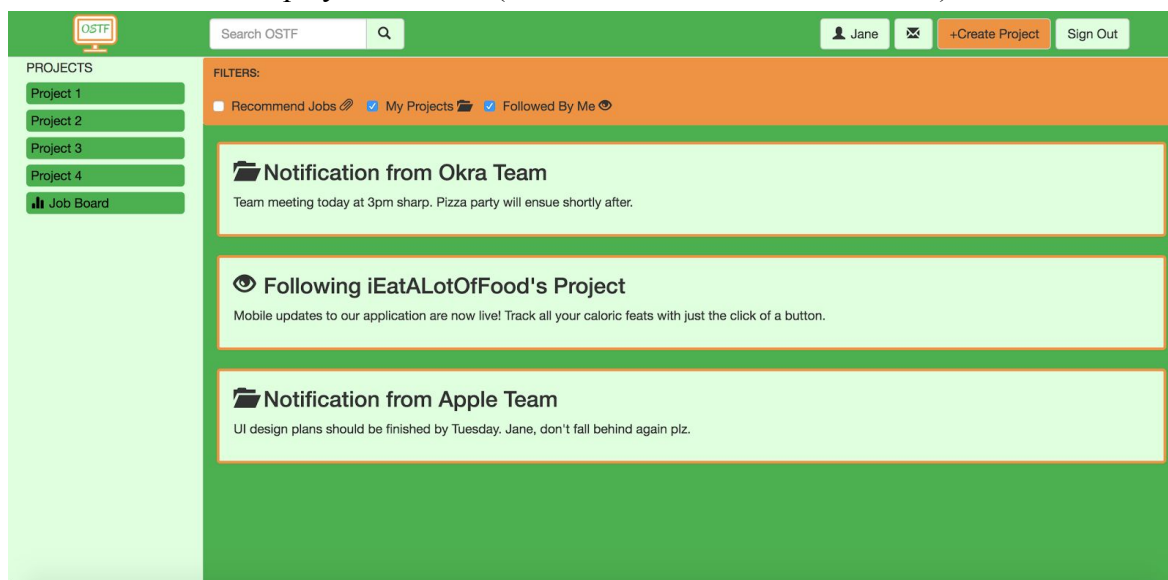 OSTF
Search OSTF
Jane
+Create Project
Sign Out
PROJECTS
Project 1
Project 2
Project 3
Project 4
Job Board
FILTERS:
Recommend Jobs
My Projects
Followed By Me
Notification from Okra Team
Team meeting today at 3pm sharp. Pizza party will ensue shortly after.
Following iEatALotOfFood's Project
Mobile updates to our application are now live! Track all your caloric feats with just the click of a button.
Notification from Apple Team
UI design plans should be finished by Tuesday. Jane, don't fall behind again plz.